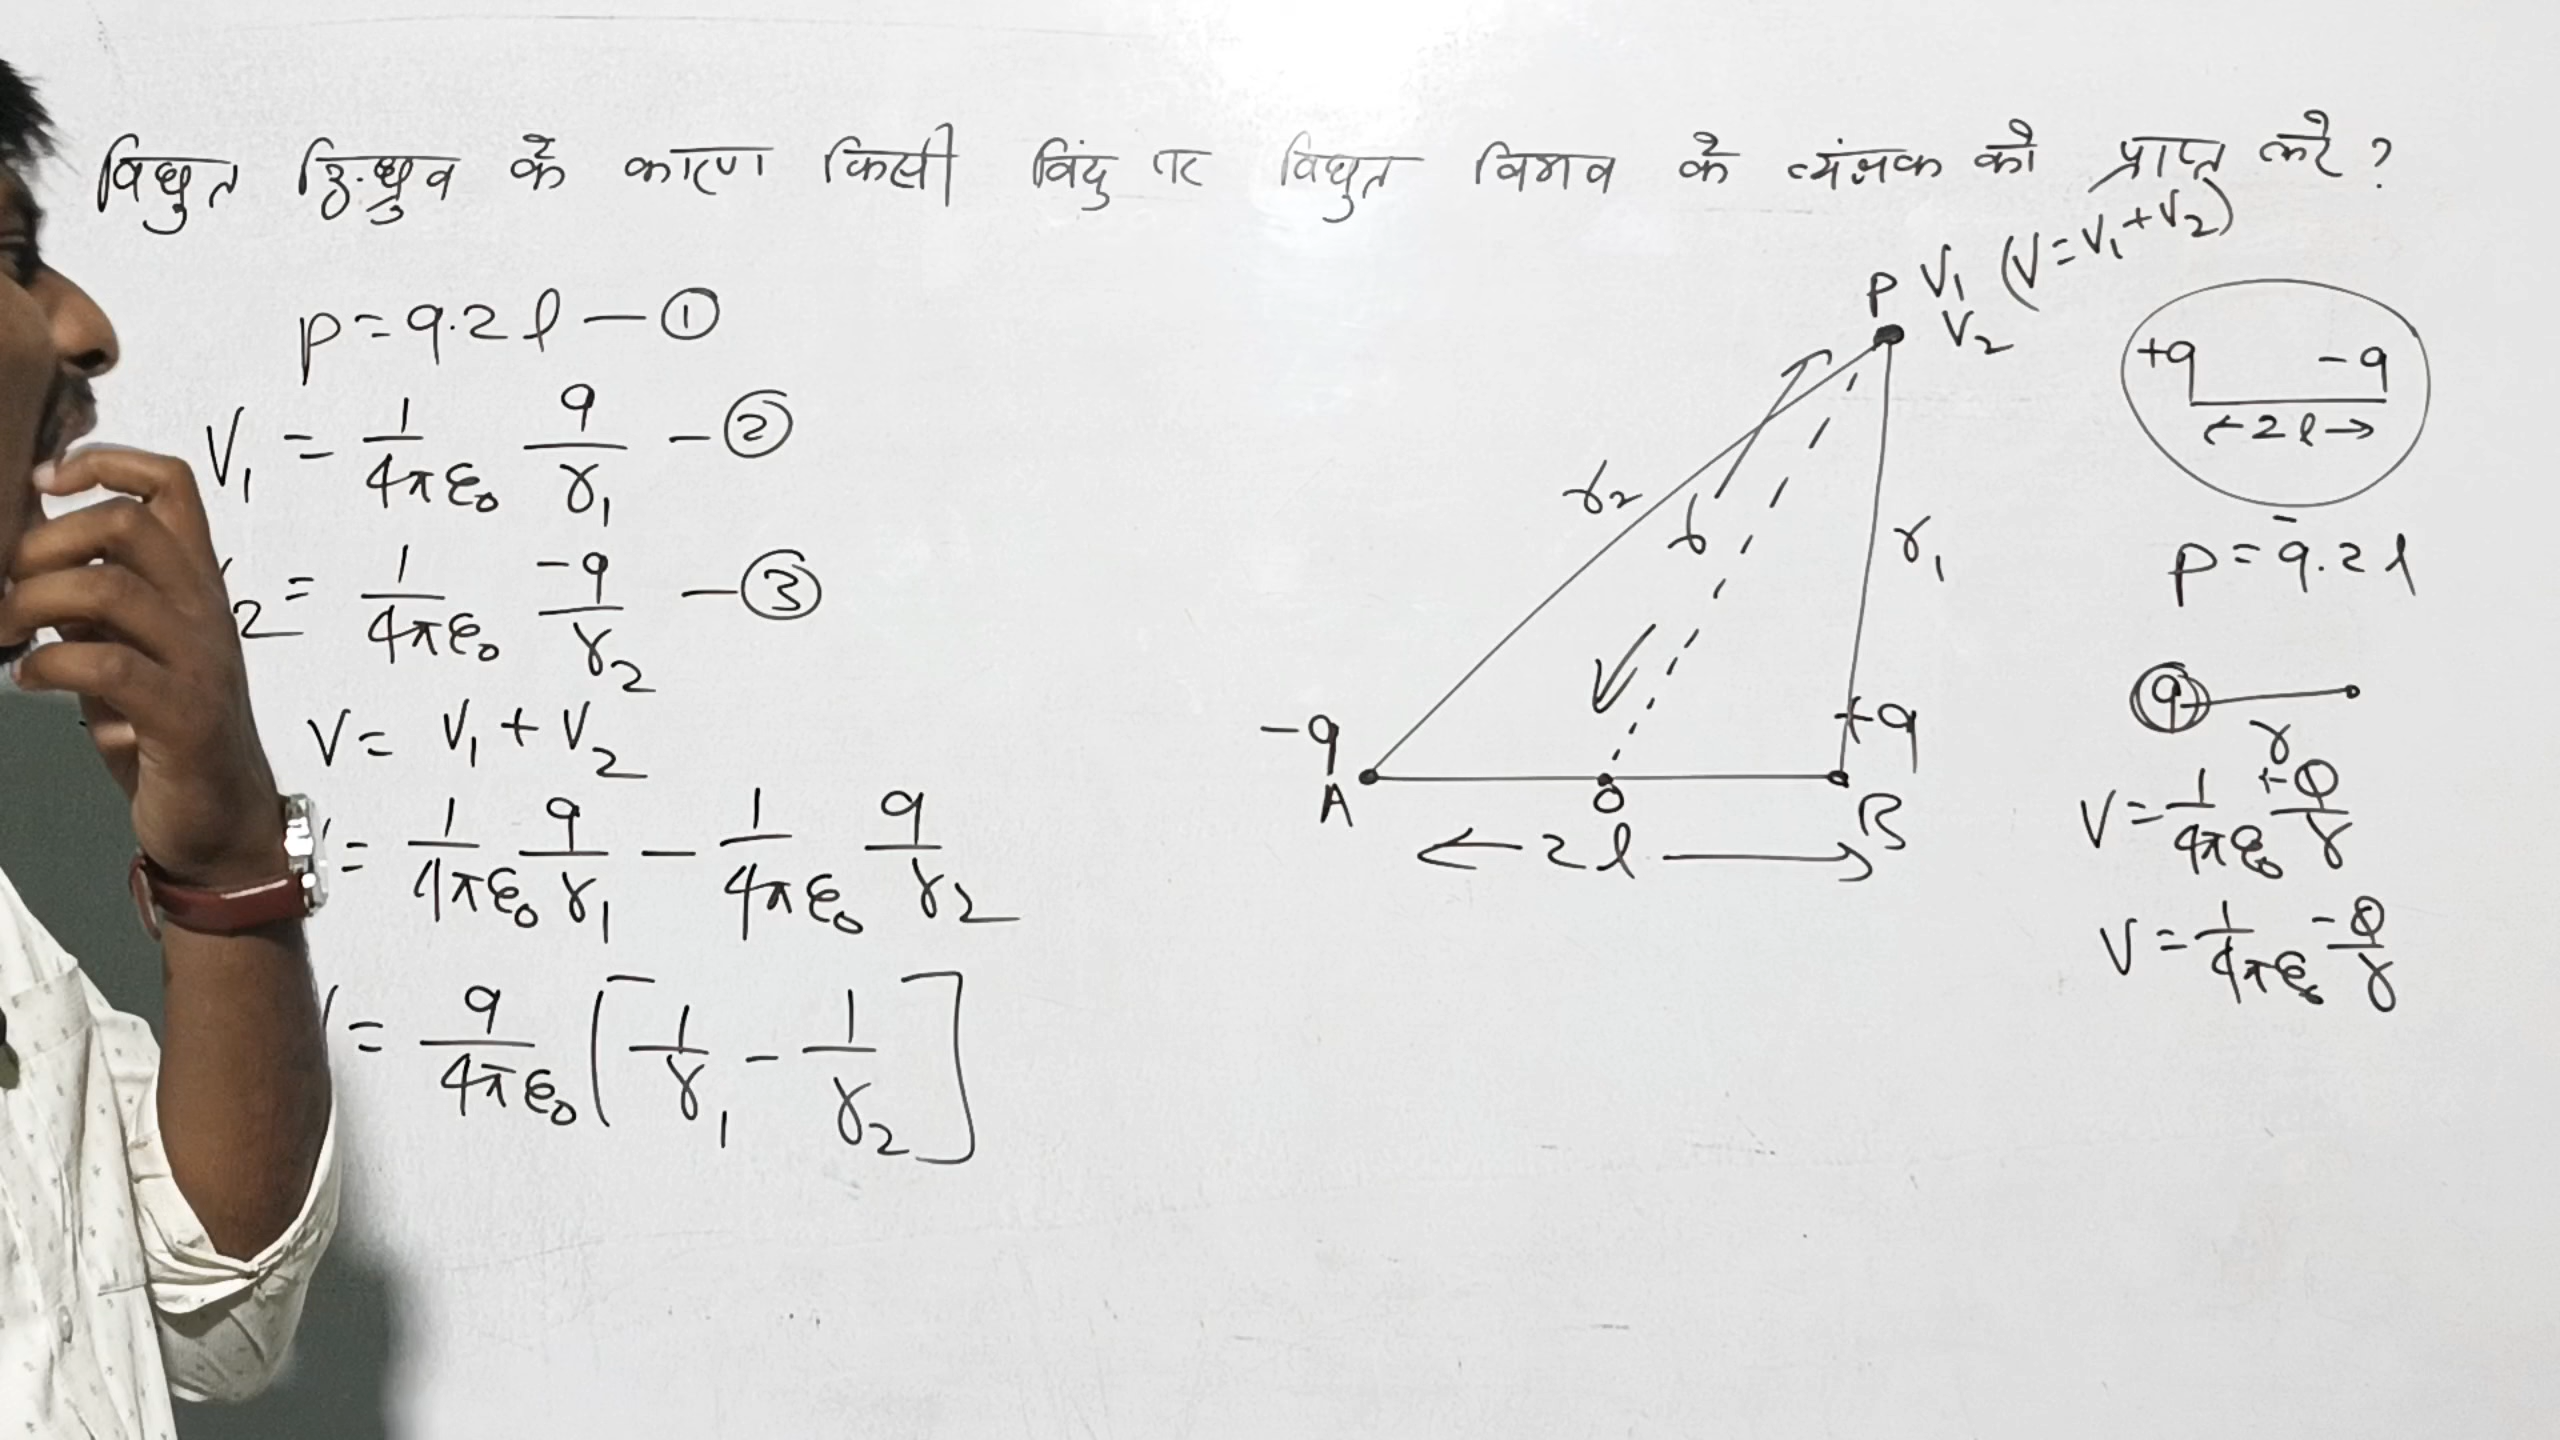 विद्युत द्वि-ध्रुव के कारण किसी बिंदु पर विद्युत विभव के व्यंजक को प्राप्त करे ?
p = q.2l — ①
V₁ = 1/4πε₀ q/r₁ — ②
2 = 1/4πε₀ -q/r₂ — ③
V = V₁ + V₂
= 1/4πε₀ q/r₁ - 1/4πε₀ q/r₂
= q/4πε₀ [1/r₁ - 1/r₂]
P V₁ (V = V₁ + V₂)
V₂
r₂
r
r₁
-q
+q
A
O
B
← 2l →
+q -q
← 2l →
p = q.2l
q
r
V = 1/4πε₀ +Q/r
V = 1/4πε₀ -Q/r